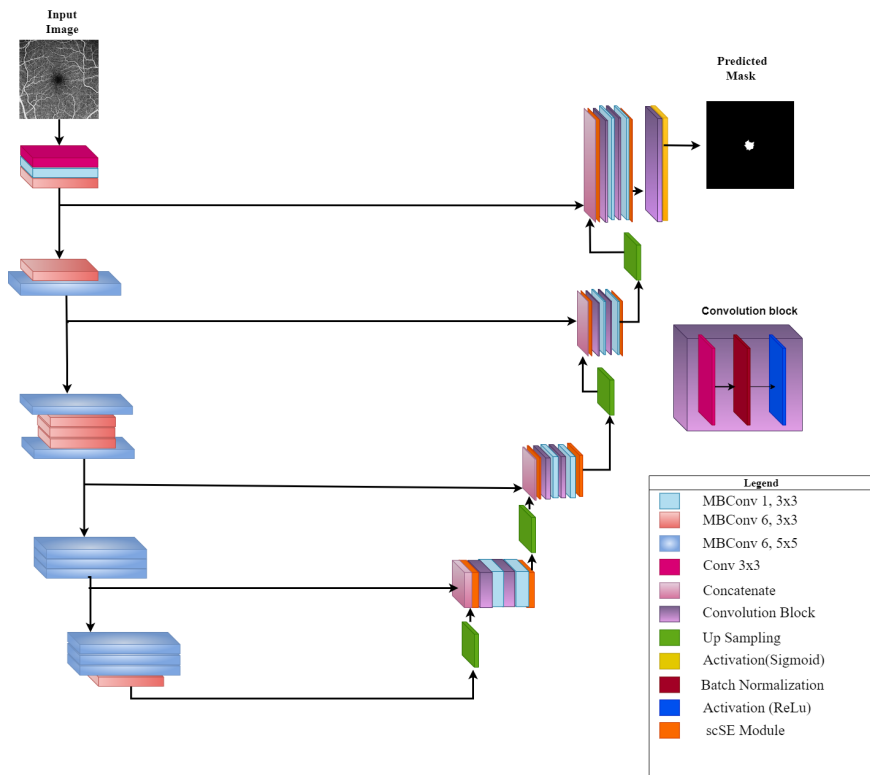 Input
Image
Predicted
Mask
Convolution block
Legend
MBConv 1, 3x3
MBConv 6, 3x3
MBConv 6, 5x5
Conv 3x3
Concatenate
Convolution Block
Up Sampling
Activation(Sigmoid)
Batch Normalization
Activation (ReLu)
scSE Module